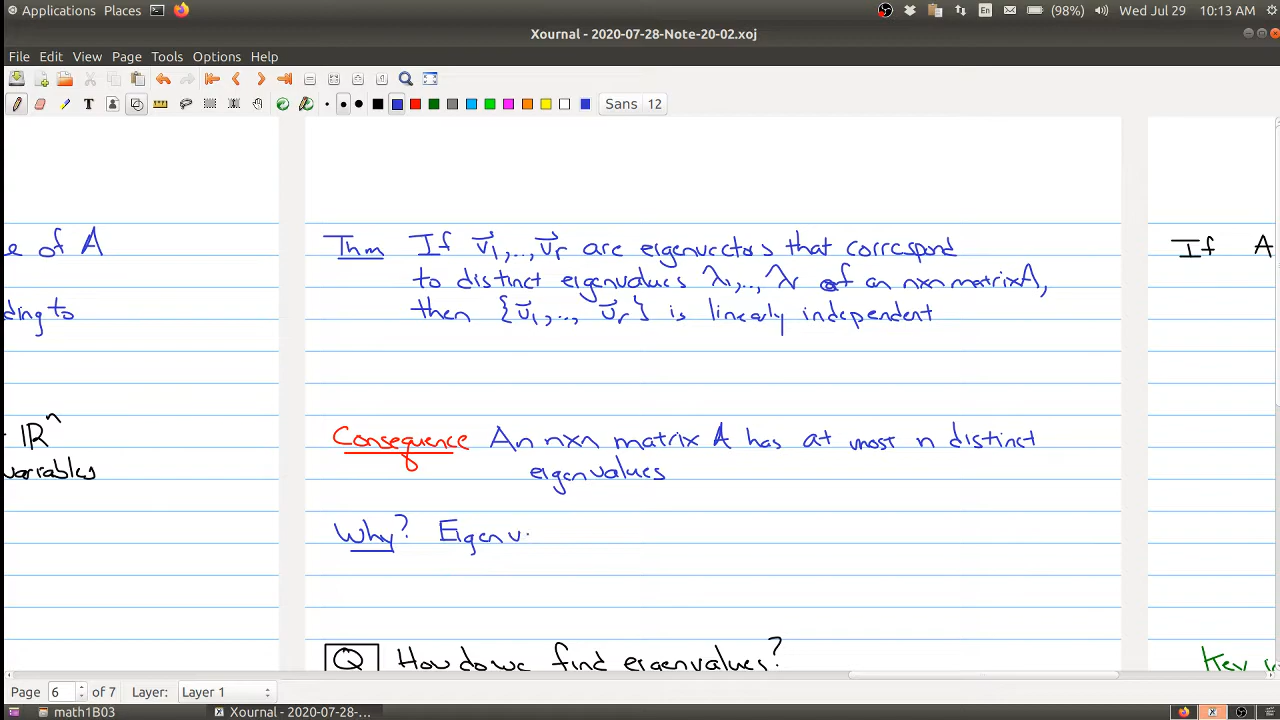 Applications Places En (98%) Wed Jul 29 10:13 AM
Xournal - 2020-07-28-Note-20-02.xoj
File Edit View Page Tools Options Help
Sans 12
e of A
ding to
ℝⁿ
variables
Thm If v⃗₁,.., v⃗ᵣ are eigenvectors that correspond
to distinct eigenvalues λ₁,.., λᵣ of an nxn matrix A,
then {v⃗₁,.., v⃗ᵣ} is linearly independent
Consequence An nxn matrix A has at most n distinct
eigenvalues
Why? Eigenv
Q How do we find eigenvalues?
If A
Key
Page 6 of 7 Layer: Layer 1
math1B03 Xournal - 2020-07-28-...